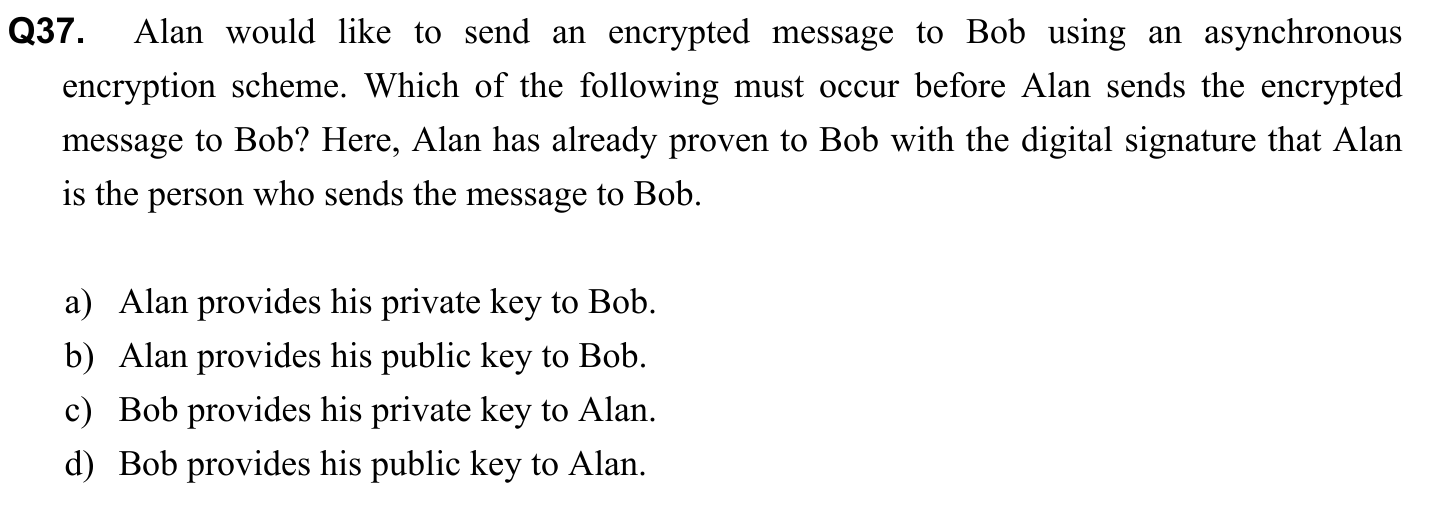 Q37. Alan would like to send an encrypted message to Bob using an asynchronous
encryption scheme. Which of the following must occur before Alan sends the encrypted
message to Bob? Here, Alan has already proven to Bob with the digital signature that Alan
is the person who sends the message to Bob.
a) Alan provides his private key to Bob.
b) Alan provides his public key to Bob.
c) Bob provides his private key to Alan.
d) Bob provides his public key to Alan.